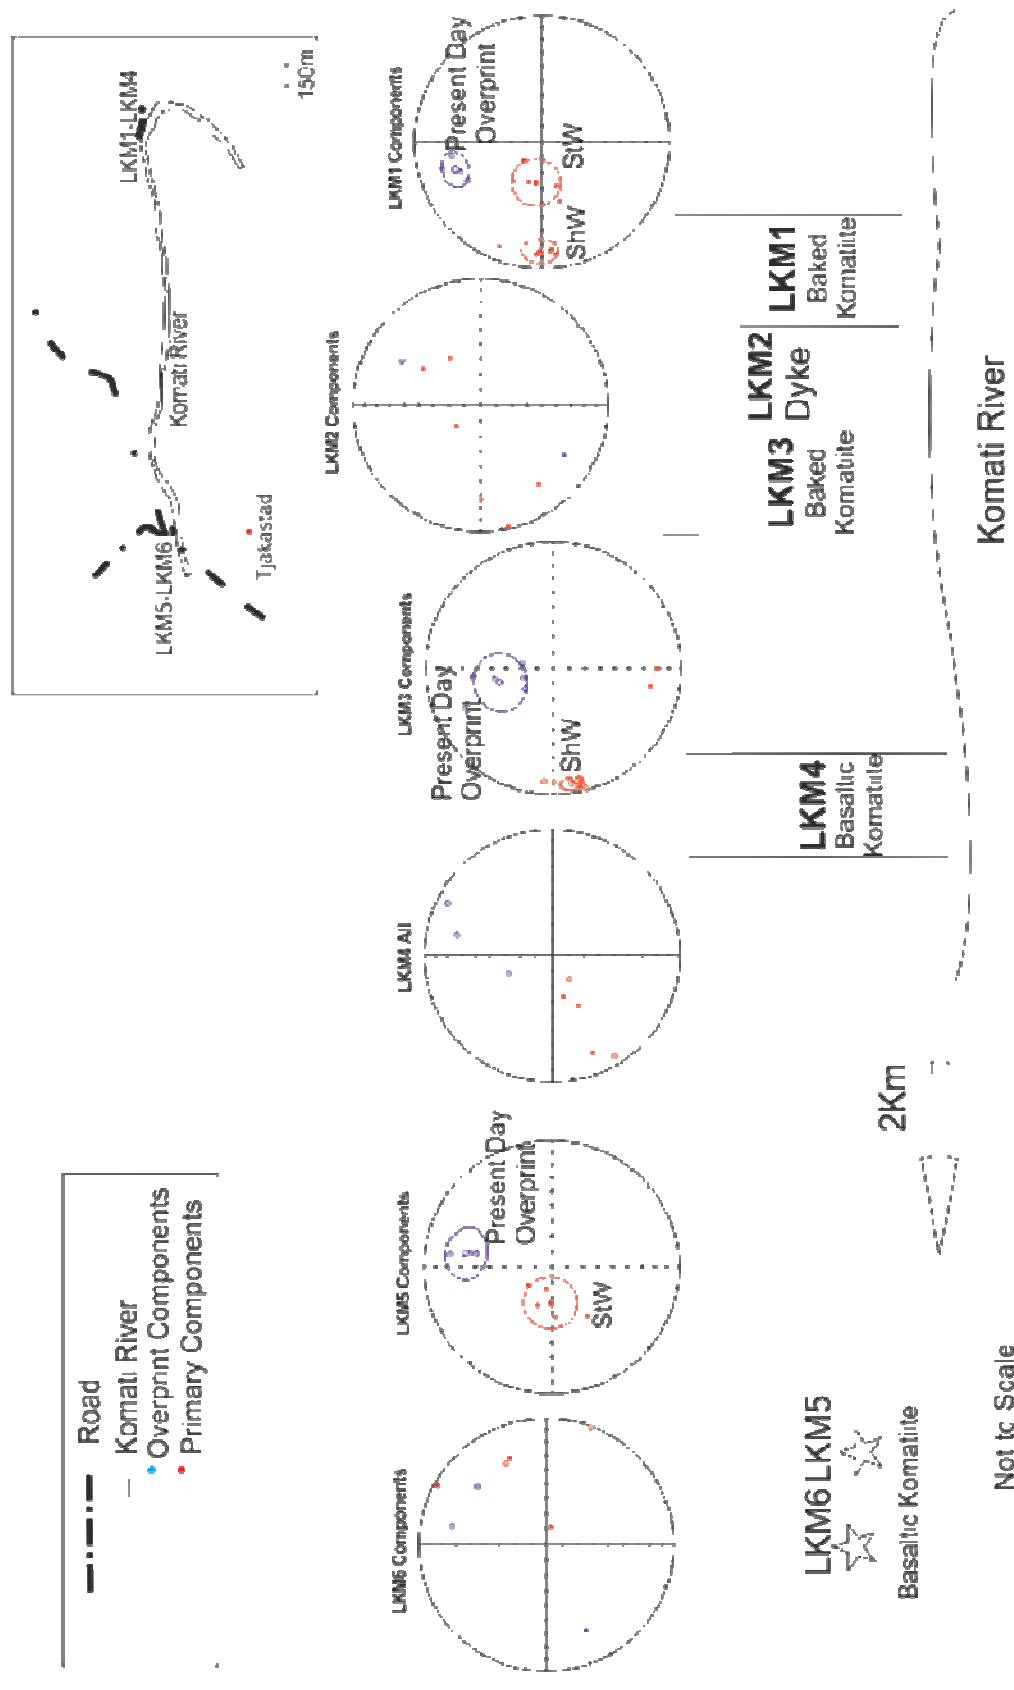 Road
Komati River
Overprint Components
Primary Components
LKM1-LKM4
150m
Komati River
LKM5-LKM6
Tjakastad
LKM6 Components
LKM5 Components
Present Day
Overprint
StW
LKM4 All
LKM3 Components
Present Day
Overprint
ShW
LKM2 Components
LKM1 Components
Present Day
Overprint
ShW
StW
LKM6 LKM5
Basaltic Komatiite
2Km
LKM4
Basaltic
Komatiite
LKM3
Baked
Komatiite
LKM2
Dyke
LKM1
Baked
Komatiite
Not to Scale
Komati River